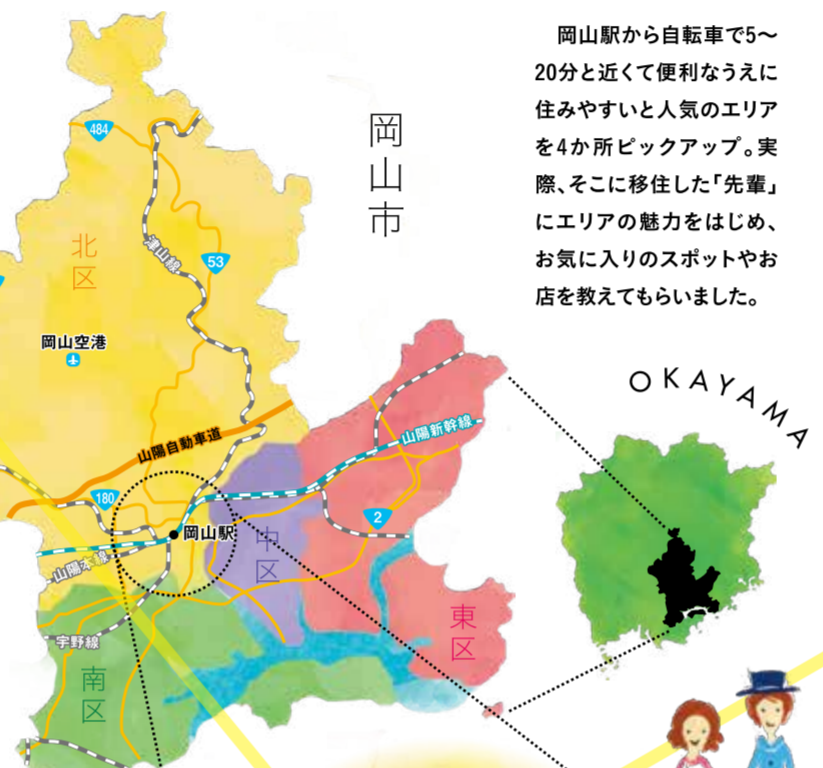 岡山駅から自転車で5〜
20分と近くて便利なうえに
住みやすいと人気のエリア
を4か所ピックアップ。実
際、そこに移住した「先輩」
にエリアの魅力をはじめ、
お気に入りのスポットやお
店を教えてもらいました。
岡山市
484
北区
津山線
53
岡山空港
OKAYAMA
山陽自動車道
山陽新幹線
180
2
岡山駅
中区
山陽本線
東区
宇野線
南区